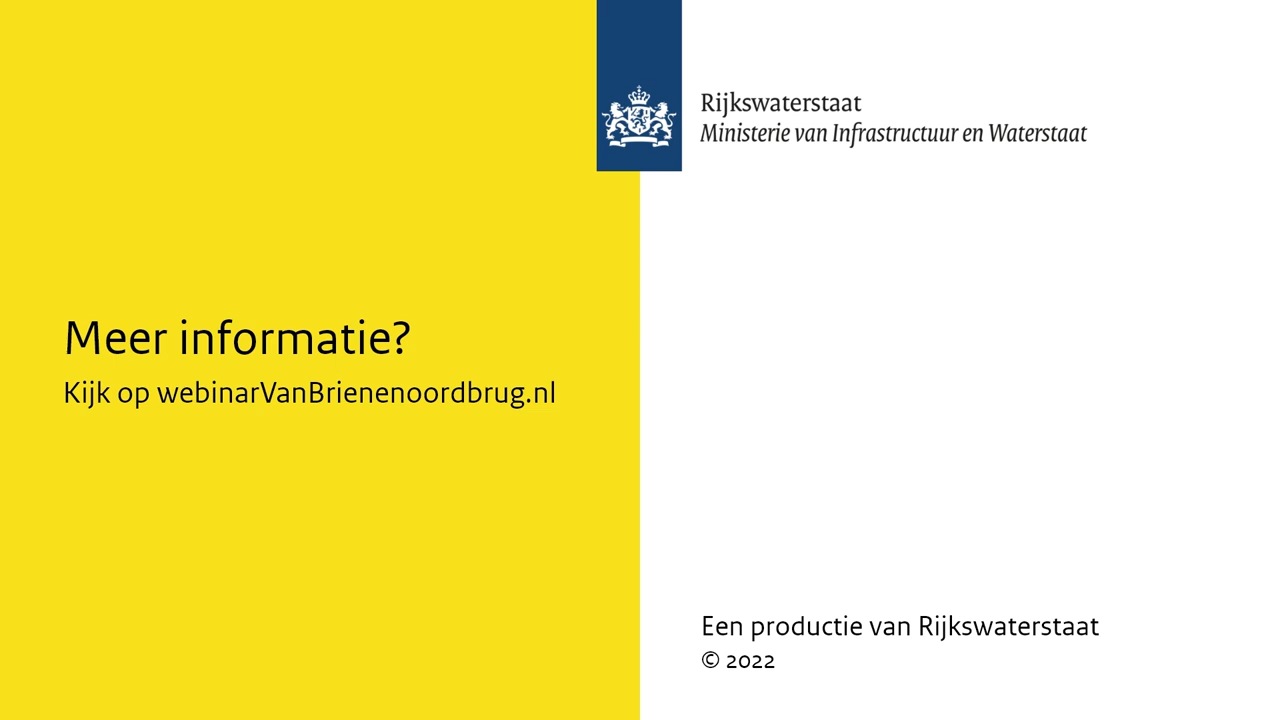 Rijkswaterstaat
Ministerie van Infrastructuur en Waterstaat
Meer informatie?
Kijk op webinarVanBrienenoordbrug.nl
Een productie van Rijkswaterstaat
© 2022